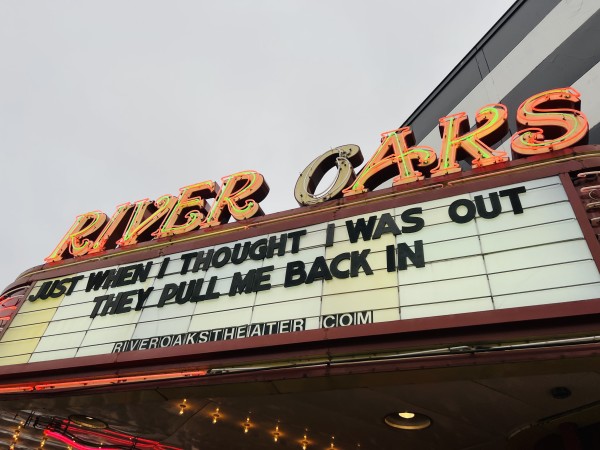 RIVER OAKS
JUST WHEN I THOUGHT I WAS OUT
THEY PULL ME BACK IN
RIVEROAKSTHEATER.COM